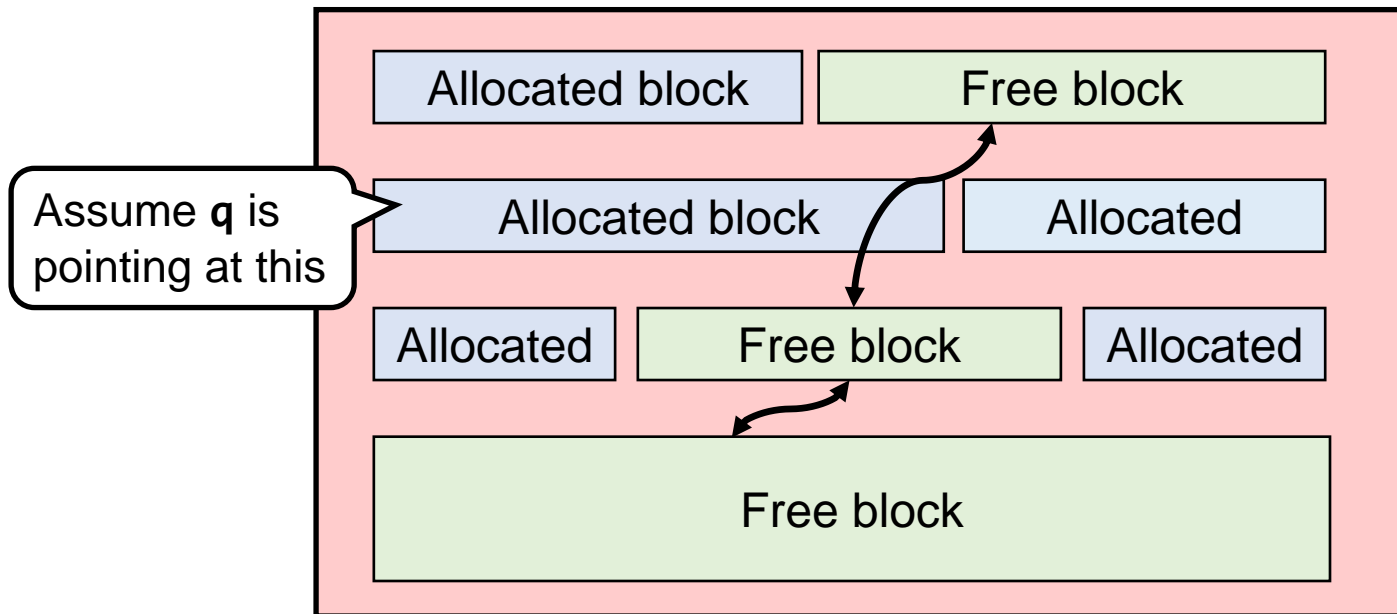 Allocated block
Free block
Assume q is
pointing at this
Allocated block
Allocated
Allocated
Free block
Allocated
Free block